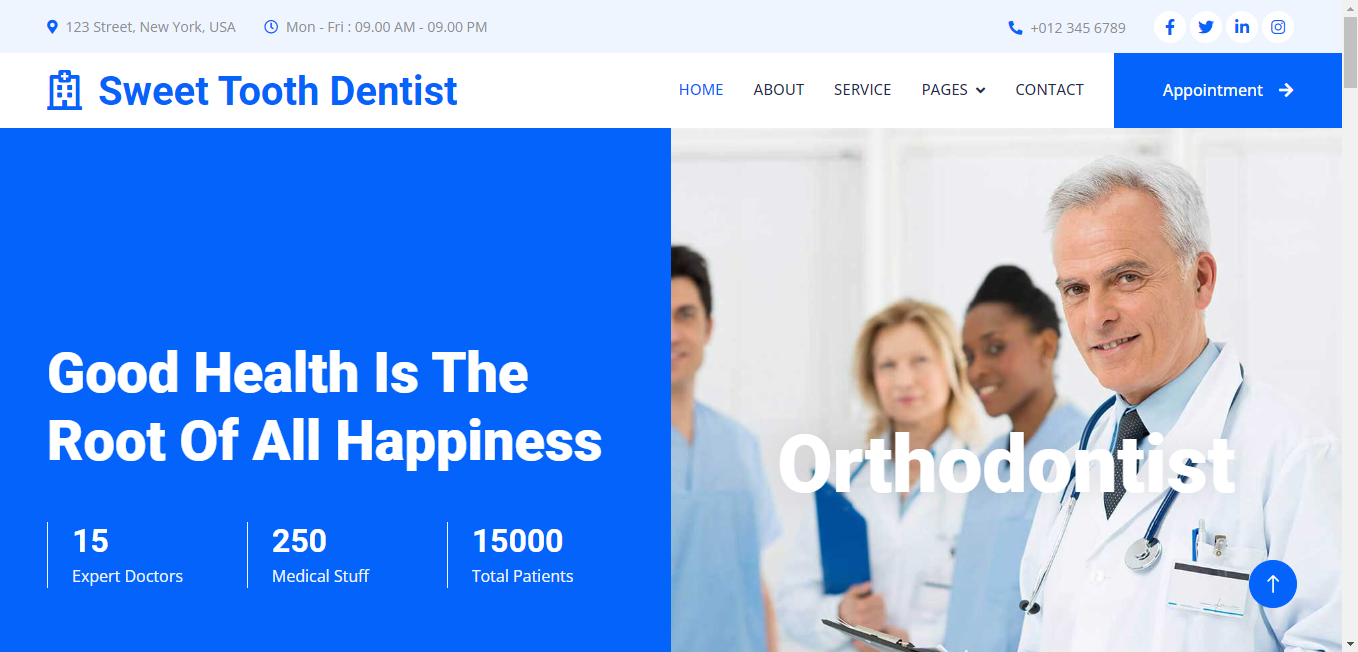 123 Street, New York, USA
Mon - Fri : 09.00 AM - 09.00 PM
+012 345 6789
Sweet Tooth Dentist
HOME
ABOUT
SERVICE
PAGES
CONTACT
Appointment
Good Health Is The
Root Of All Happiness
15
Expert Doctors
250
Medical Stuff
15000
Total Patients
Orthodontist